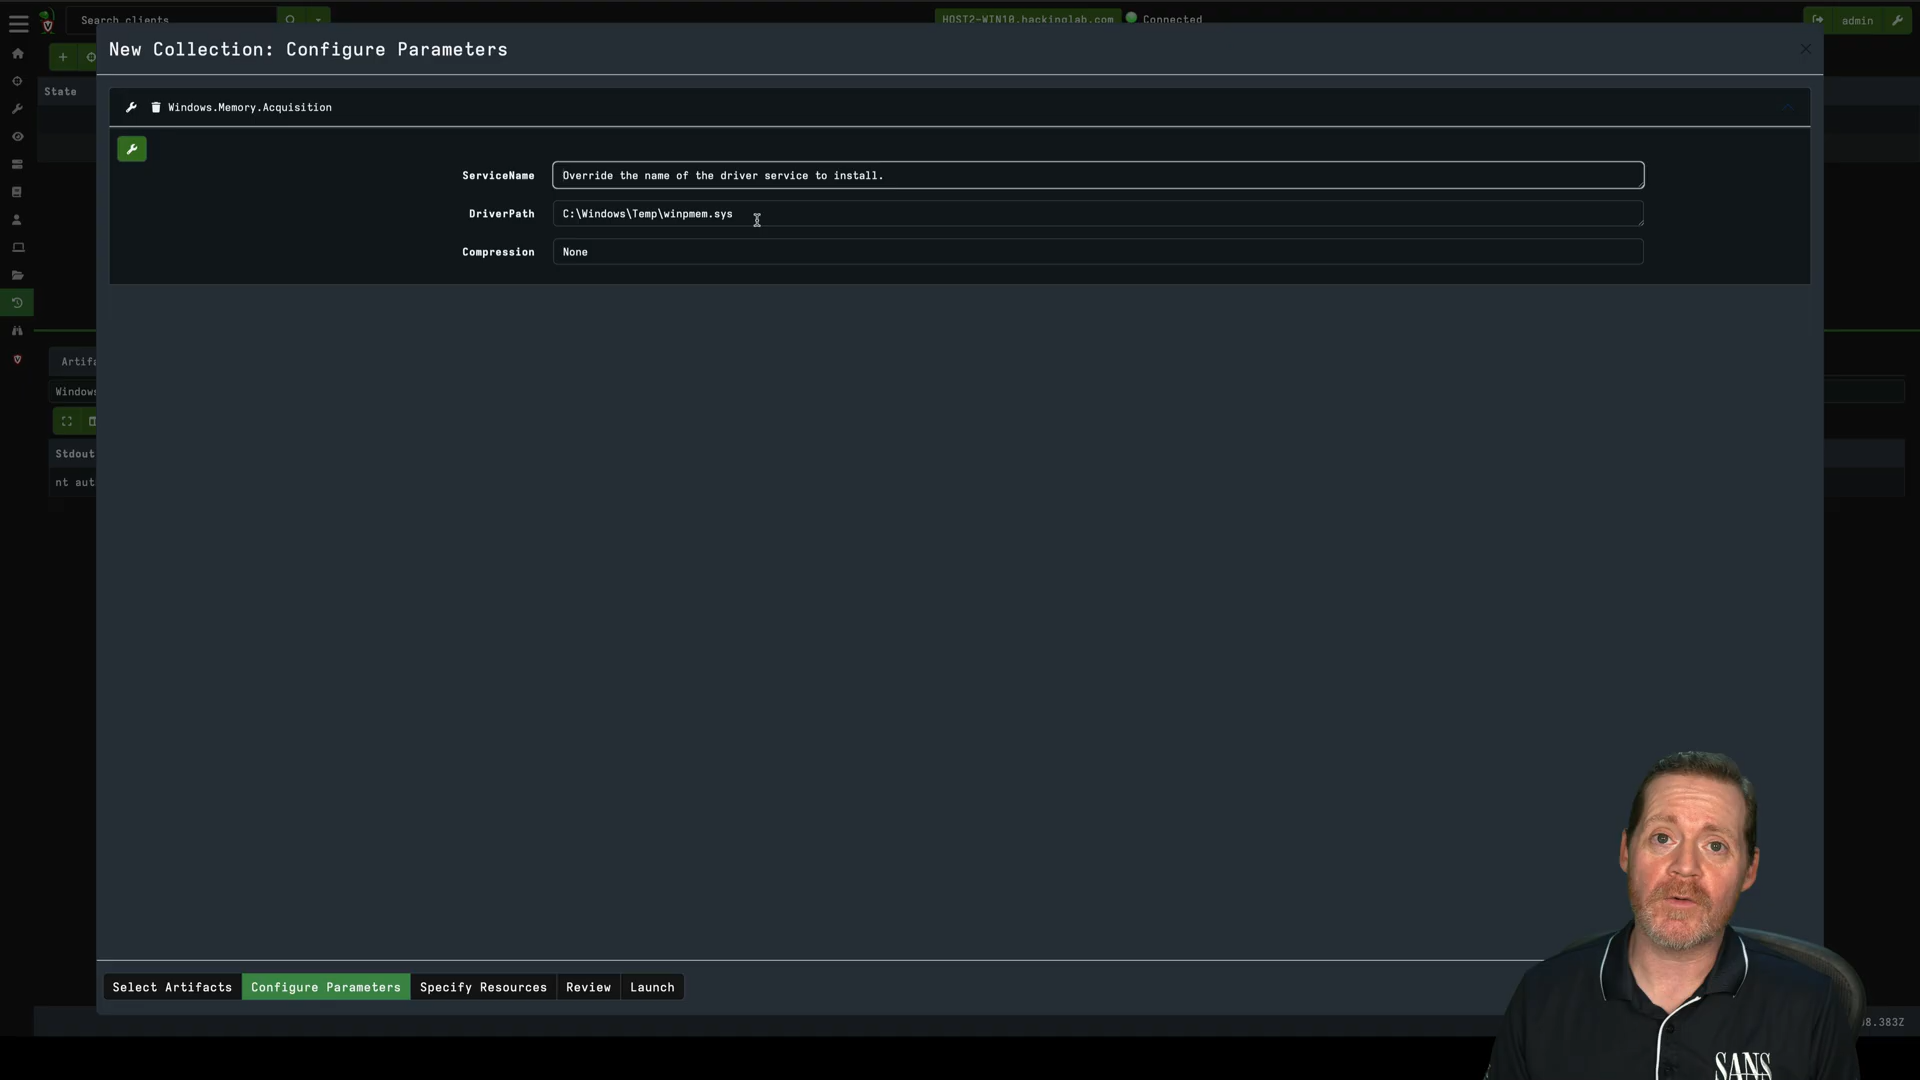 Search clients
HOST2-WIN10.hackinglab.com
Connected
admin
New Collection: Configure Parameters
State
Windows.Memory.Acquisition
ServiceName
Override the name of the driver service to install.
DriverPath
C:\Windows\Temp\winpmem.sys
Compression
None
Artifa
Windows
Stdout
nt aut
Select Artifacts
Configure Parameters
Specify Resources
Review
Launch
8.383Z
SANS